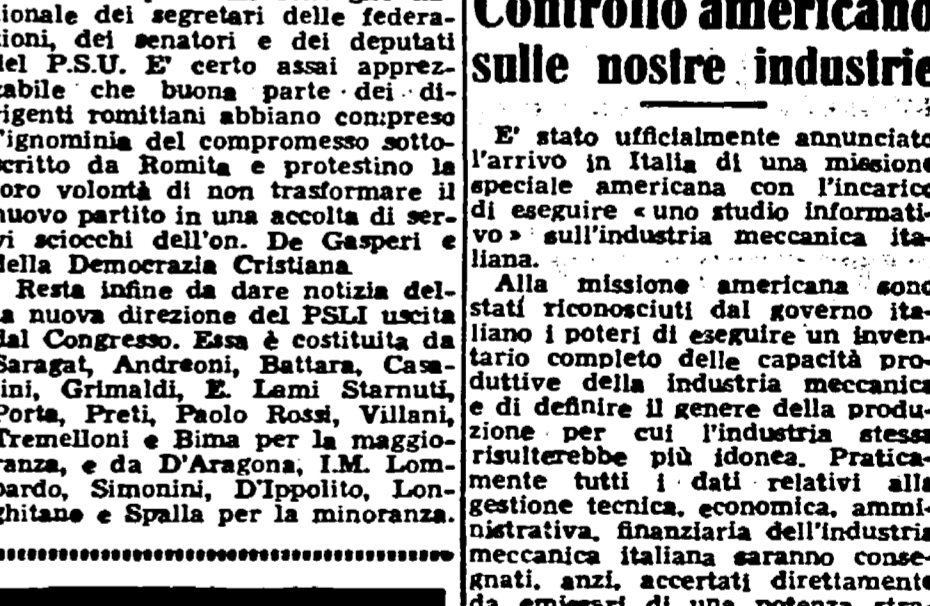 ionale dei segretari delle federa-
ioni, dei senatori e dei deputati
del P.S.U. E' certo assai apprez-
zabile che buona parte dei di-
rigenti romitiani abbiano compreso
l'ignominia del compromesso sotto-
scritto da Romita e protestino la
loro volontà di non trasformare il
nuovo partito in una accolta di ser-
vi sciocchi dell'on. De Gasperi e
della Democrazia Cristiana
Resta infine da dare notizia del-
la nuova direzione del PSLI uscita
dal Congresso. Essa è costituita da
Saragat, Andreoni, Battara, Casa-
ini, Grimaldi, E. Lami Starnuti,
Porta, Preti, Paolo Rossi, Villani,
Tremelloni e Bima per la maggio-
ranza, e da D'Aragona, I.M. Lom-
bardo, Simonini, D'Ippolito, Lon-
ghitano e Spalla per la minoranza.
Controllo americano
sulle nostre industrie
E' stato ufficialmente annunciato
l'arrivo in Italia di una missione
speciale americana con l'incarico
di eseguire « uno studio informati-
vo » sull'industria meccanica ita-
liana.
Alla missione americana sono
stati riconosciuti dal governo ita-
liano i poteri di eseguire un inven-
tario completo delle capacità pro-
duttive della industria meccanica
e di definire il genere della produ-
zione per cui l'industria stessa
risulterebbe più idonea. Pratica-
mente tutti i dati relativi alla
gestione tecnica, economica, ammi-
nistrativa, finanziaria dell'industria
meccanica italiana saranno conse-
gnati, anzi, accertati direttamente
da emissari di una potenza stra-